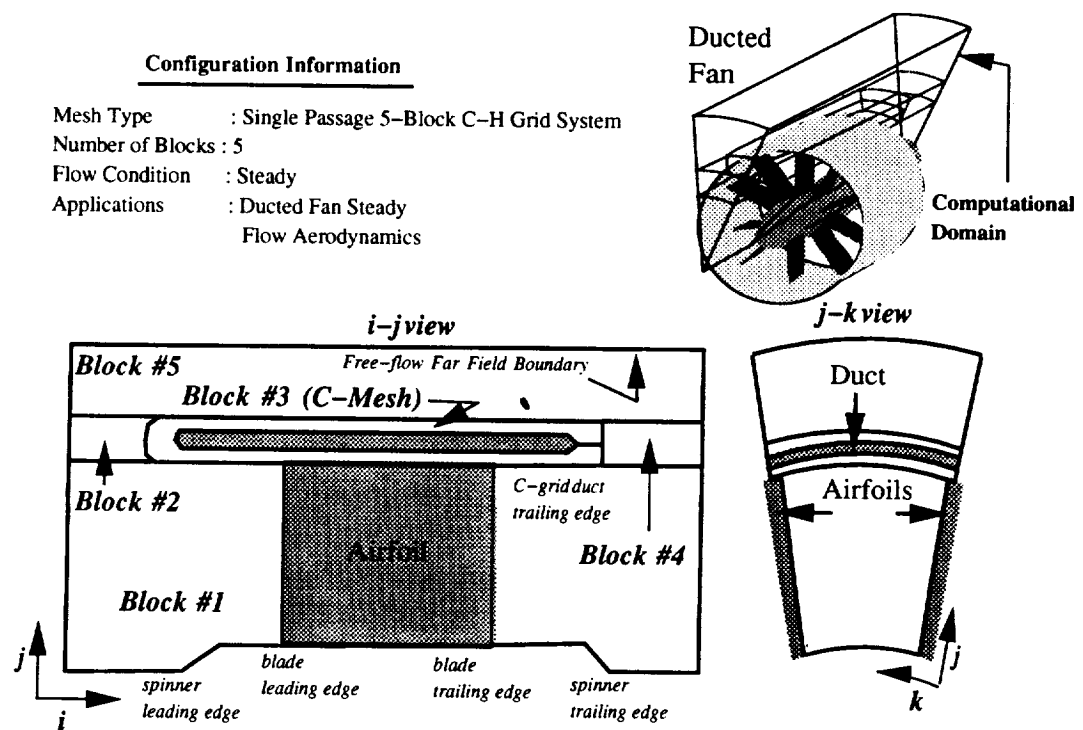 Configuration Information
Mesh Type : Single Passage 5-Block C-H Grid System
Number of Blocks : 5
Flow Condition : Steady
Applications : Ducted Fan Steady
Flow Aerodynamics
Ducted
Fan
Computational
Domain
i-j view
Block #5
Free-flow Far Field Boundary
Block #3 (C-Mesh)
Block #2
C-grid duct
trailing edge
Airfoil
Block #4
Block #1
j
i
spinner
leading edge
blade
leading edge
blade
trailing edge
spinner
trailing edge
j-k view
Duct
Airfoils
j
k